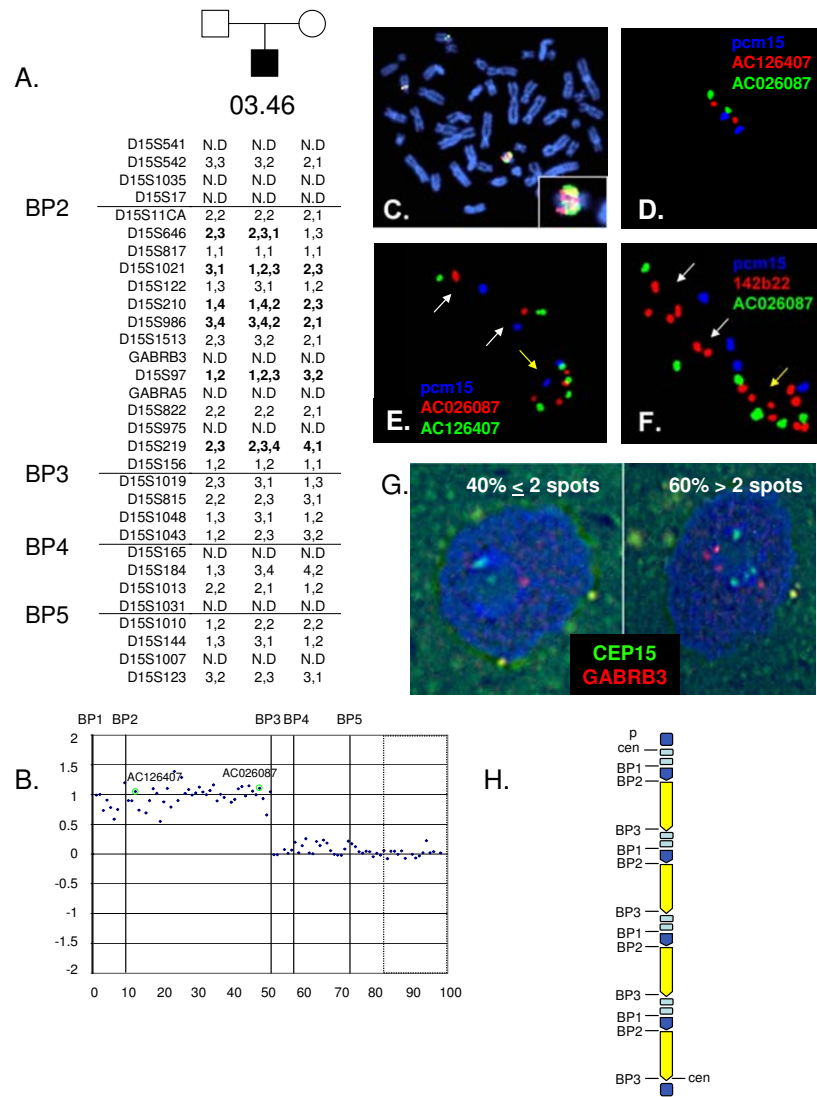 A.
03.46
D15S541 N.D N.D N.D
D15S542 3,3 3,2 2,1
D15S1035 N.D N.D N.D
D15S17 N.D N.D N.D
BP2
D15S11CA 2,2 2,2 2,1
D15S646 2,3 2,3,1 1,3
D15S817 1,1 1,1 1,1
D15S1021 3,1 1,2,3 2,3
D15S122 1,3 3,1 1,2
D15S210 1,4 1,4,2 2,3
D15S986 3,4 3,4,2 2,1
D15S1513 2,3 3,2 2,1
GABRB3 N.D N.D N.D
D15S97 1,2 1,2,3 3,2
GABRA5 N.D N.D N.D
D15S822 2,2 2,2 2,1
D15S975 N.D N.D N.D
D15S219 2,3 2,3,4 4,1
D15S156 1,2 1,2 1,1
BP3
D15S1019 2,3 3,1 1,3
D15S815 2,2 2,3 3,1
D15S1048 1,3 3,1 1,2
D15S1043 1,2 2,3 3,2
BP4
D15S165 N.D N.D N.D
D15S184 1,3 3,4 4,2
D15S1013 2,2 2,1 1,2
D15S1031 N.D N.D N.D
BP5
D15S1010 1,2 2,2 2,2
D15S144 1,3 3,1 1,2
D15S1007 N.D N.D N.D
D15S123 3,2 2,3 3,1
C.
pcm15
AC126407
AC026087
D.
pcm15
AC026087
AC126407
E.
pcm15
142b22
AC026087
F.
G.
40% ≤ 2 spots
60% > 2 spots
CEP15
GABRB3
B.
BP1 BP2 BP3 BP4 BP5
2
1.5
1
0.5
0
-0.5
-1
-1.5
-2
AC126407
AC026087
0 10 20 30 40 50 60 70 80 90 100
H.
p
cen
BP1
BP2
BP3
BP1
BP2
BP3
BP1
BP2
BP3
BP1
BP2
BP3
cen